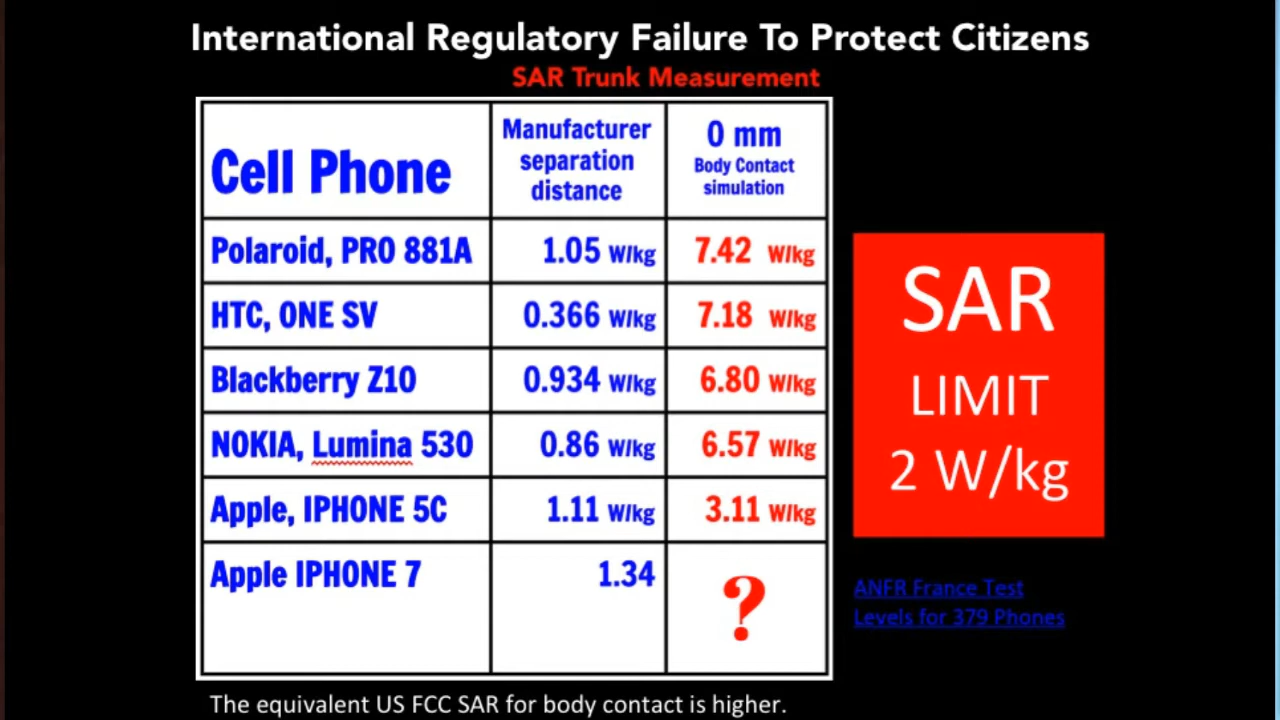 International Regulatory Failure To Protect Citizens
SAR Trunk Measurement
Cell Phone
Manufacturer
separation
distance
0 mm
Body Contact
simulation
Polaroid, PRO 881A 1.05 W/kg 7.42 W/kg
HTC, ONE SV 0.366 W/kg 7.18 W/kg
Blackberry Z10 0.934 W/kg 6.80 W/kg
NOKIA, Lumina 530 0.86 W/kg 6.57 W/kg
Apple, IPHONE 5C 1.11 W/kg 3.11 W/kg
Apple IPHONE 7 1.34 ?
SAR
LIMIT
2 W/kg
ANFR France Test
Levels for 379 Phones
The equivalent US FCC SAR for body contact is higher.